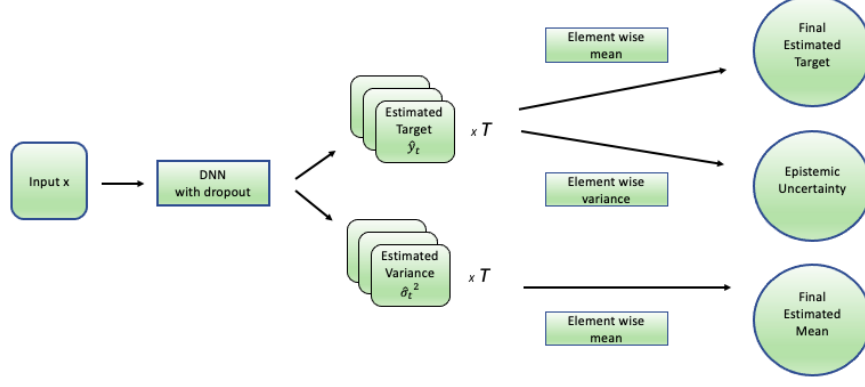 Input x
DNN
with dropout
Estimated
Target
ŷₜ
x T
Estimated
Variance
σ̂ₜ²
x T
Element wise
mean
Element wise
variance
Element wise
mean
Final
Estimated
Target
Epistemic
Uncertainty
Final
Estimated
Mean